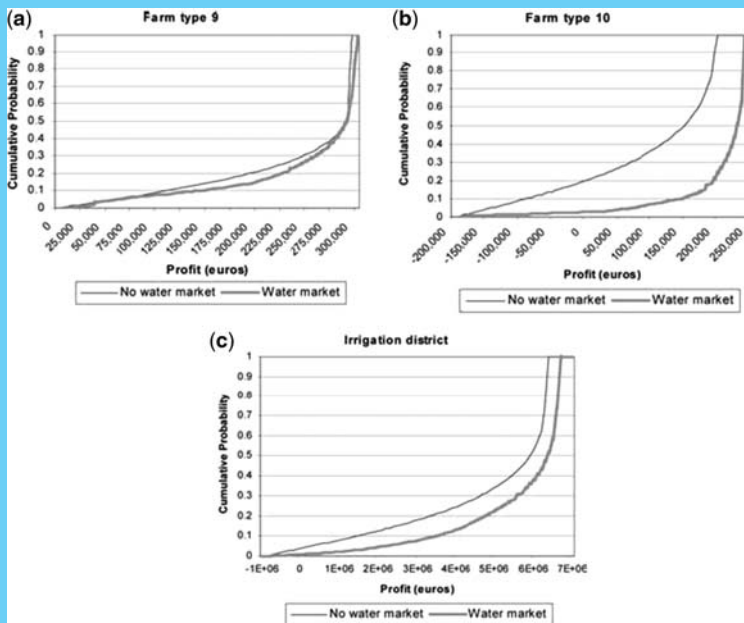 (a) Farm type 9
1
0.9
0.8
0.7
0.6
0.5
0.4
0.3
0.2
0.1
0
Cumulative Probability
0 25,000 50,000 75,000 100,000 125,000 150,000 175,000 200,000 225,000 250,000 275,000 300,000
Profit (euros)
No water market Water market
(b) Farm type 10
1
0.9
0.8
0.7
0.6
0.5
0.4
0.3
0.2
0.1
0
Cumulative Probability
-200,000 -150,000 -100,000 -50,000 0 50,000 100,000 150,000 200,000 250,000
Profit (euros)
No water market Water market
(c) Irrigation district
1
0.9
0.8
0.7
0.6
0.5
0.4
0.3
0.2
0.1
0
Cumulative Probability
-1E+06 0 1E+06 2E+06 3E+06 4E+06 5E+06 6E+06 7E+06
Profit (euros)
No water market Water market